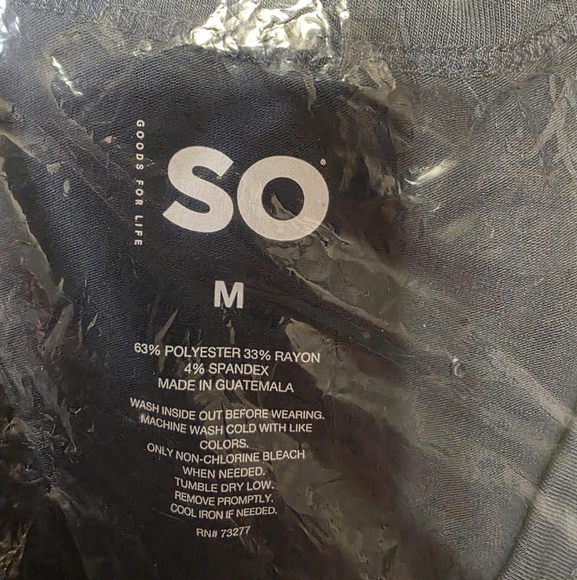 GOODS FOR LIFE
SO®
M
63% POLYESTER 33% RAYON
4% SPANDEX
MADE IN GUATEMALA
WASH INSIDE OUT BEFORE WEARING.
MACHINE WASH COLD WITH LIKE
COLORS.
ONLY NON-CHLORINE BLEACH
WHEN NEEDED.
TUMBLE DRY LOW.
REMOVE PROMPTLY.
COOL IRON IF NEEDED.
RN# 73277